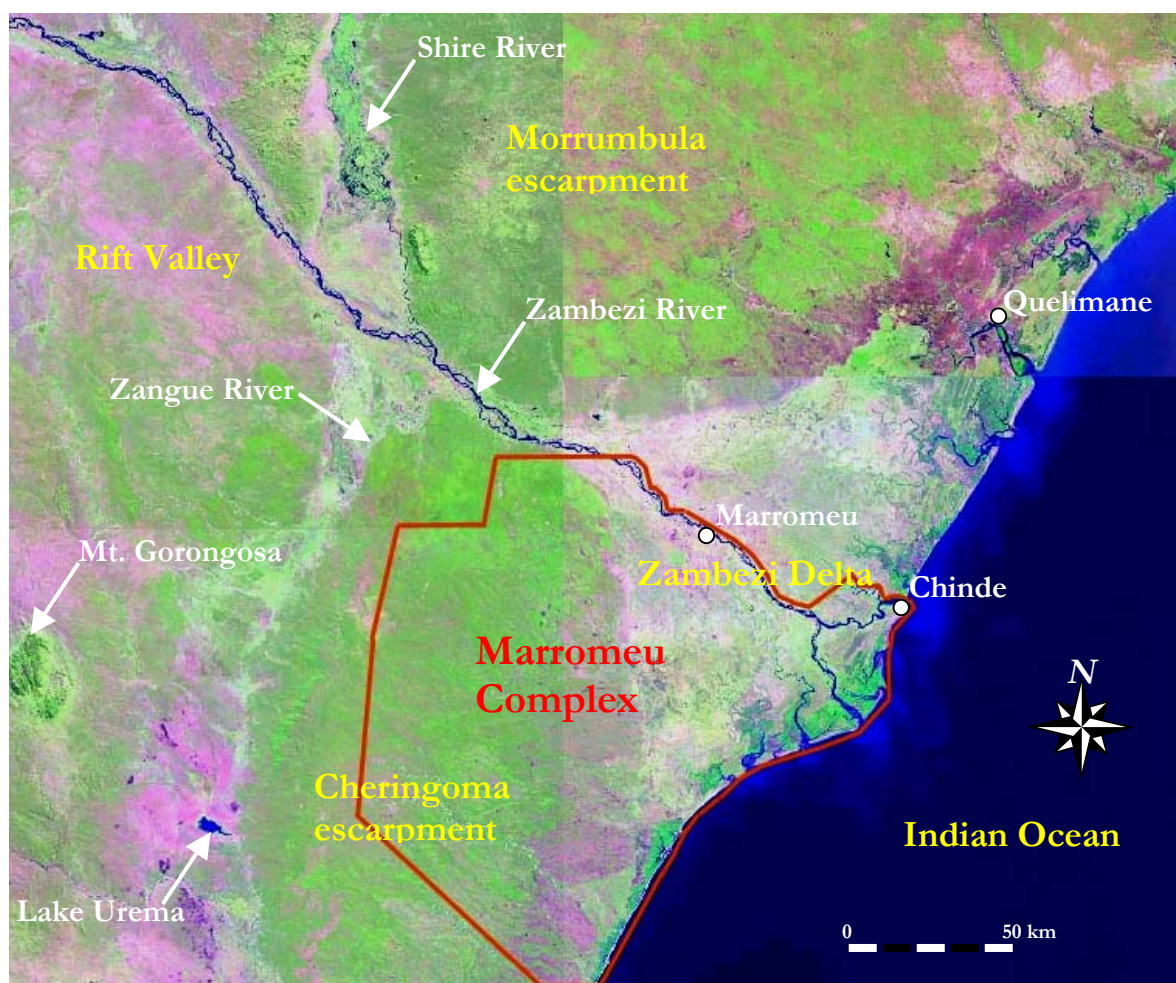 Shire River
Morrumbula
escarpment
Rift Valley
Zambezi River
Quelimane
Zangue River
Marromeu
Mt. Gorongosa
Zambezi Delta
Chinde
Marromeu
Complex
N
Cheringoma
escarpment
Indian Ocean
Lake Urema
0 50 km